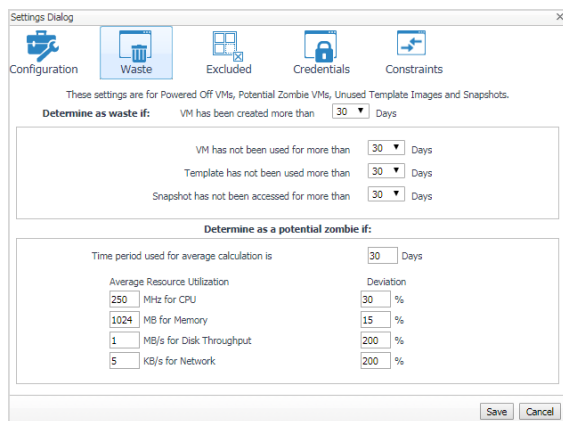 Settings Dialog
Configuration Waste Excluded Credentials Constraints
These settings are for Powered Off VMs, Potential Zombie VMs, Unused Template Images and Snapshots.
Determine as waste if: VM has been created more than 30 Days
VM has not been used for more than 30 Days
Template has not been used more than 30 Days
Snapshot has not been accessed for more than 30 Days
Determine as a potential zombie if:
Time period used for average calculation is 30 Days
Average Resource Utilization Deviation
250 MHz for CPU 30 %
1024 MB for Memory 15 %
1 MB/s for Disk Throughput 200 %
5 KB/s for Network 200 %
Save Cancel